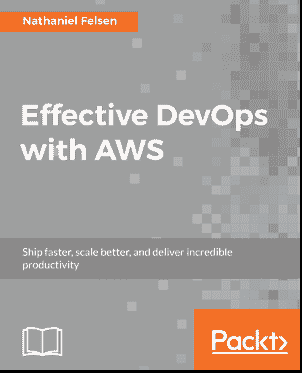 Nathaniel Felsen
Effective DevOps
with AWS
Ship faster, scale better, and deliver incredible
productivity
Packt>